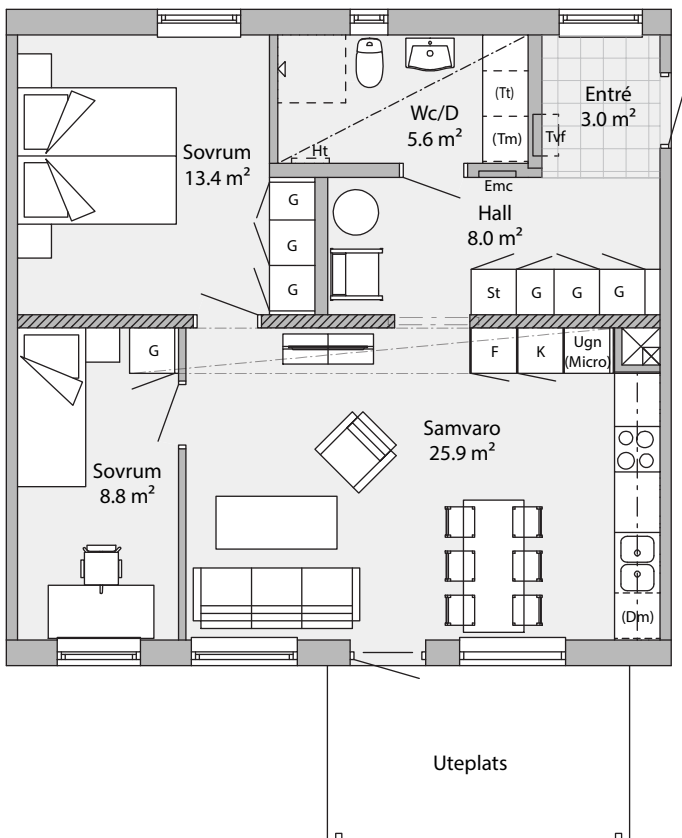 Entré
3.0 m²
(Tt)
Wc/D
5.6 m²
(Tm)
Tvf
Sovrum
13.4 m²
Ht
Emc
G
G
G
Hall
8.0 m²
St
G
G
G
G
F
K
Ugn
(Micro)
Samvaro
25.9 m²
Sovrum
8.8 m²
(Dm)
Uteplats